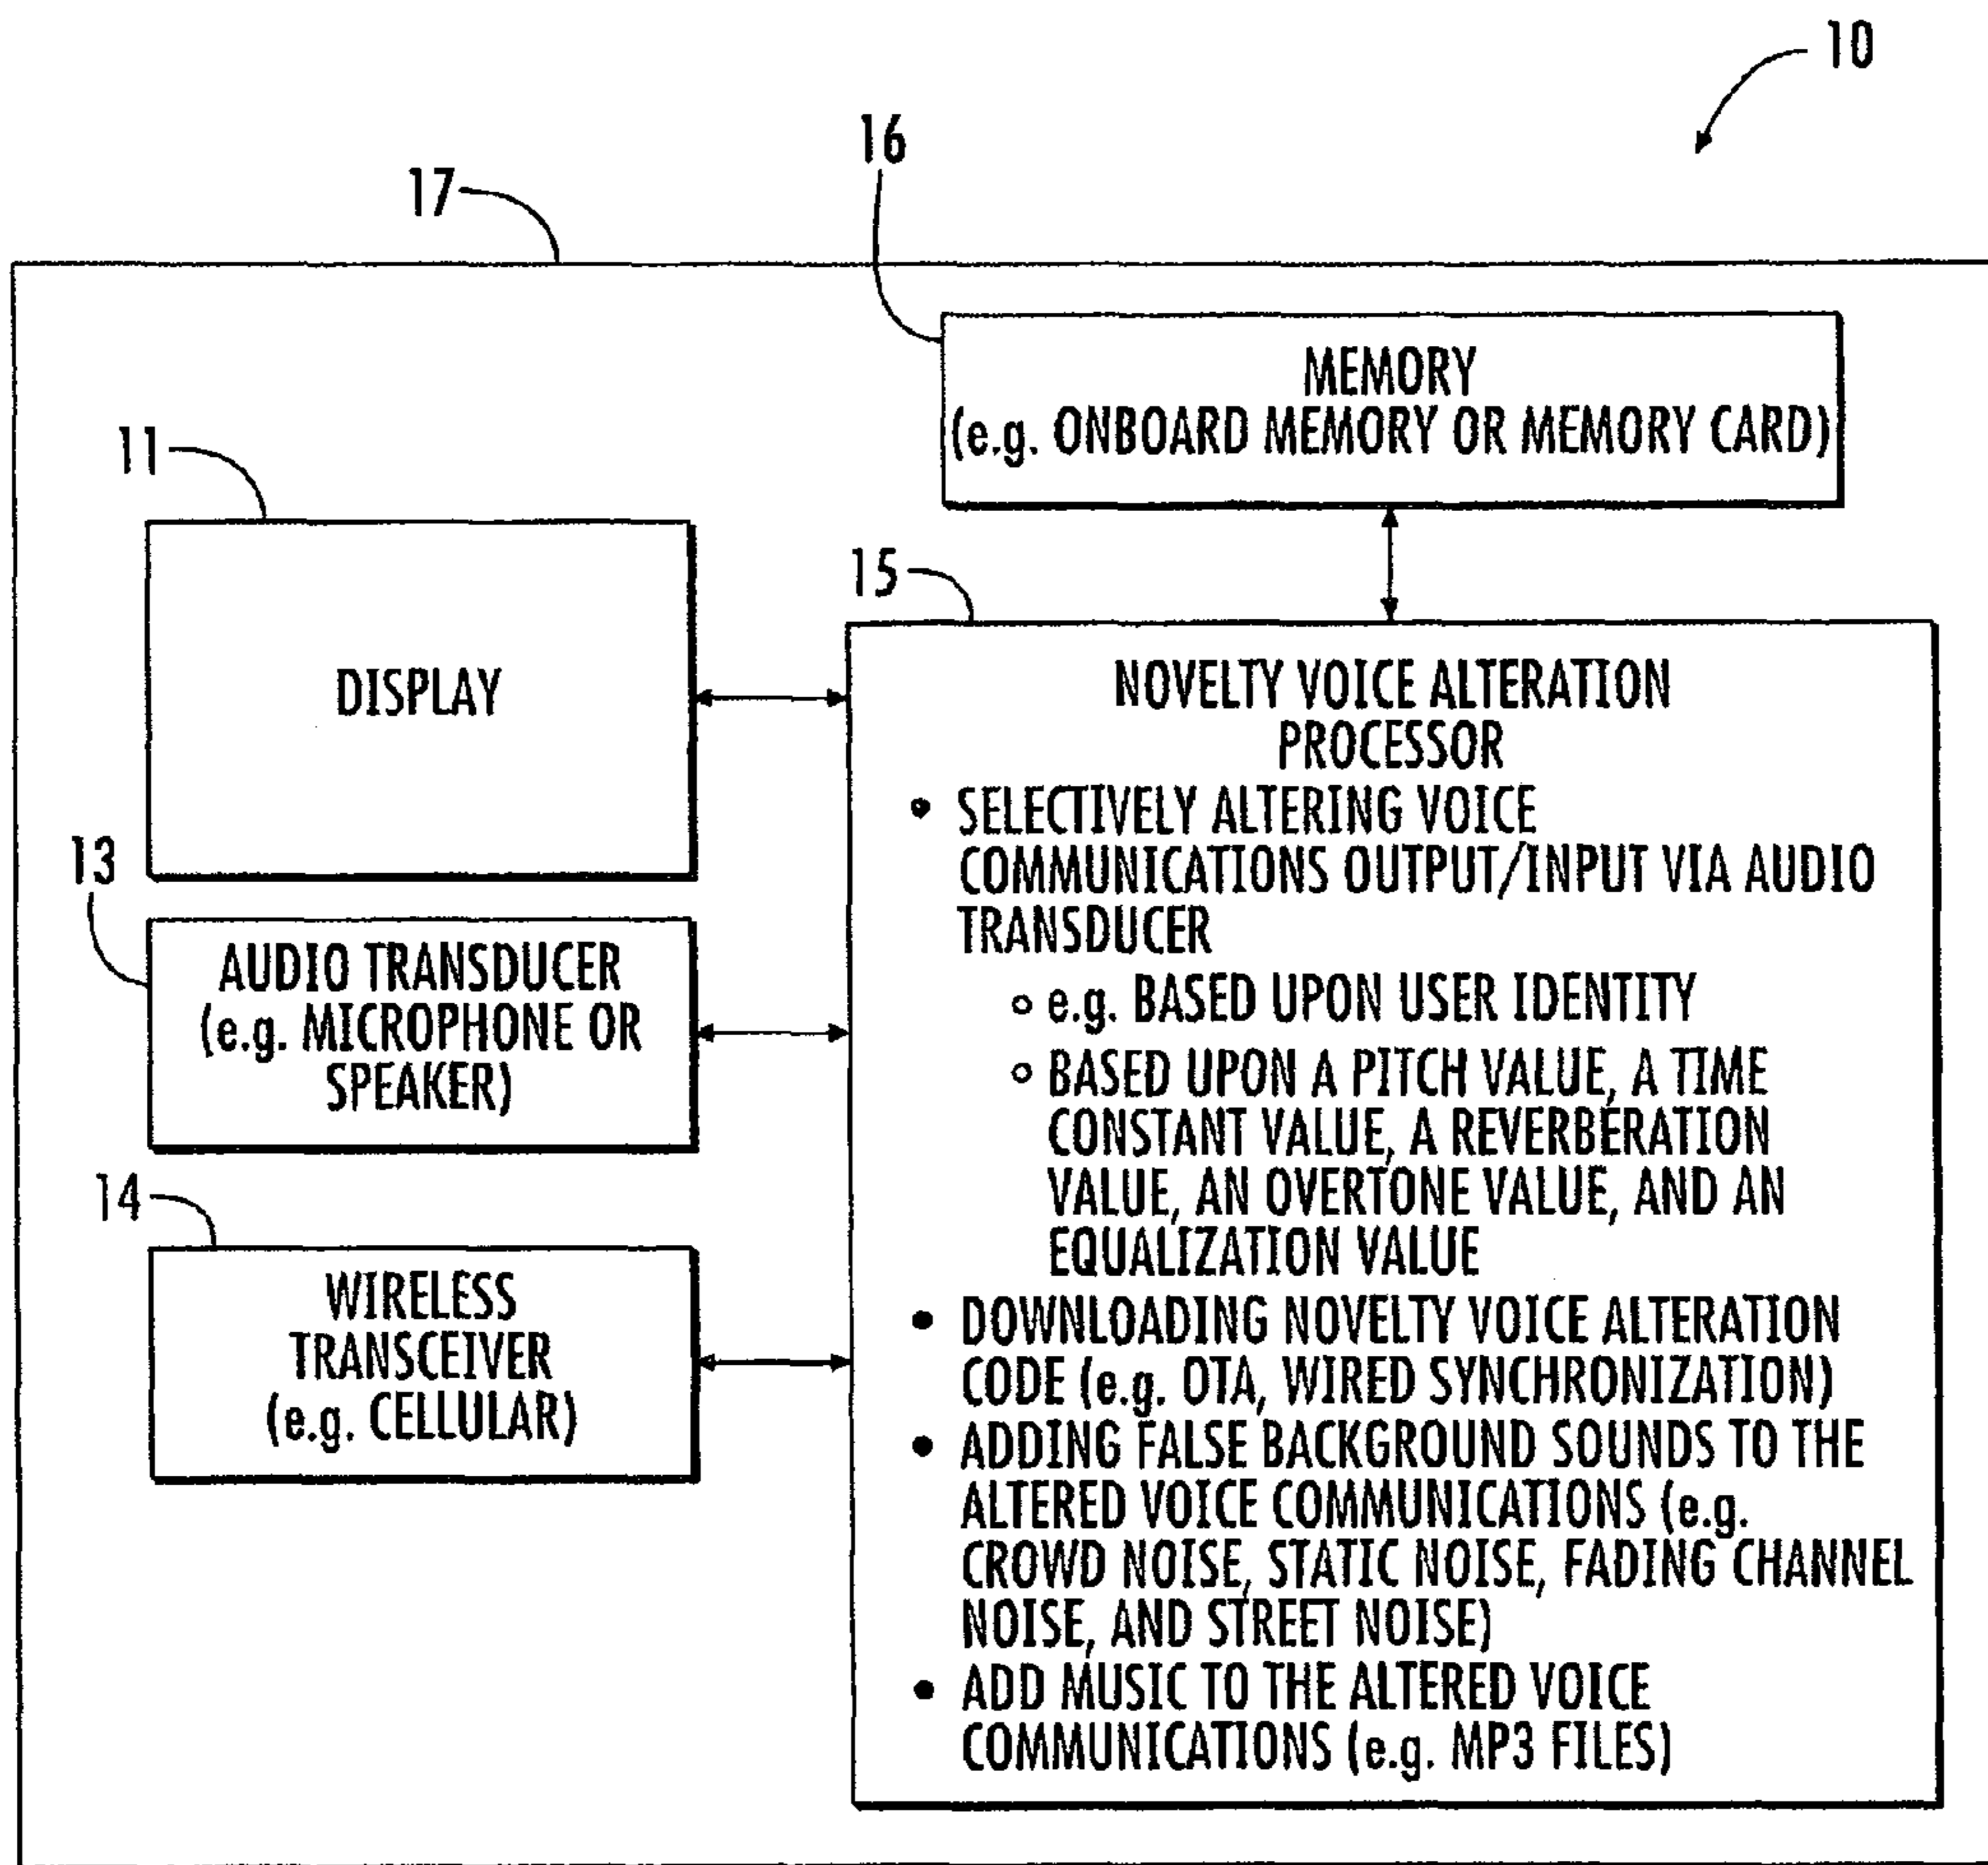 10
16
17
MEMORY
(e.g. ONBOARD MEMORY OR MEMORY CARD)
11
DISPLAY
15
NOVELTY VOICE ALTERATION
PROCESSOR
• SELECTIVELY ALTERING VOICE
COMMUNICATIONS OUTPUT/INPUT VIA AUDIO
TRANSDUCER
○ e.g. BASED UPON USER IDENTITY
○ BASED UPON A PITCH VALUE, A TIME
CONSTANT VALUE, A REVERBERATION
VALUE, AN OVERTONE VALUE, AND AN
EQUALIZATION VALUE
• DOWNLOADING NOVELTY VOICE ALTERATION
CODE (e.g. OTA, WIRED SYNCHRONIZATION)
• ADDING FALSE BACKGROUND SOUNDS TO THE
ALTERED VOICE COMMUNICATIONS (e.g.
CROWD NOISE, STATIC NOISE, FADING CHANNEL
NOISE, AND STREET NOISE)
• ADD MUSIC TO THE ALTERED VOICE
COMMUNICATIONS (e.g. MP3 FILES)
13
AUDIO TRANSDUCER
(e.g. MICROPHONE OR
SPEAKER)
14
WIRELESS
TRANSCEIVER
(e.g. CELLULAR)